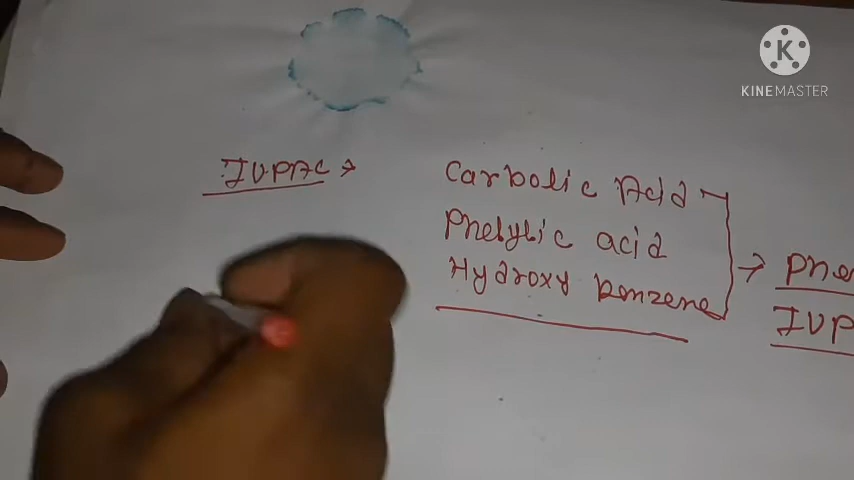 KINEMASTER
IUPAC →
Carbolic Acid
Phelylic acid
Hydroxy Benzene
→ Phe
IUP